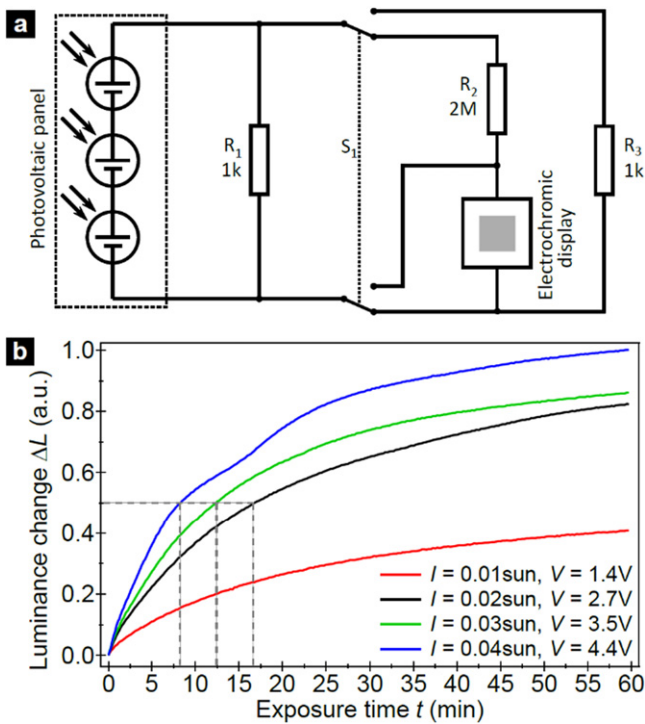 a
Photovoltaic panel
R1
1k
S1
R2
2M
Electrochromic
display
R3
1k
b
Luminance change ΔL (a.u.)
1.0
0.8
0.6
0.4
0.2
0.0
I = 0.01sun, V = 1.4V
I = 0.02sun, V = 2.7V
I = 0.03sun, V = 3.5V
I = 0.04sun, V = 4.4V
0 5 10 15 20 25 30 35 40 45 50 55 60
Exposure time t (min)